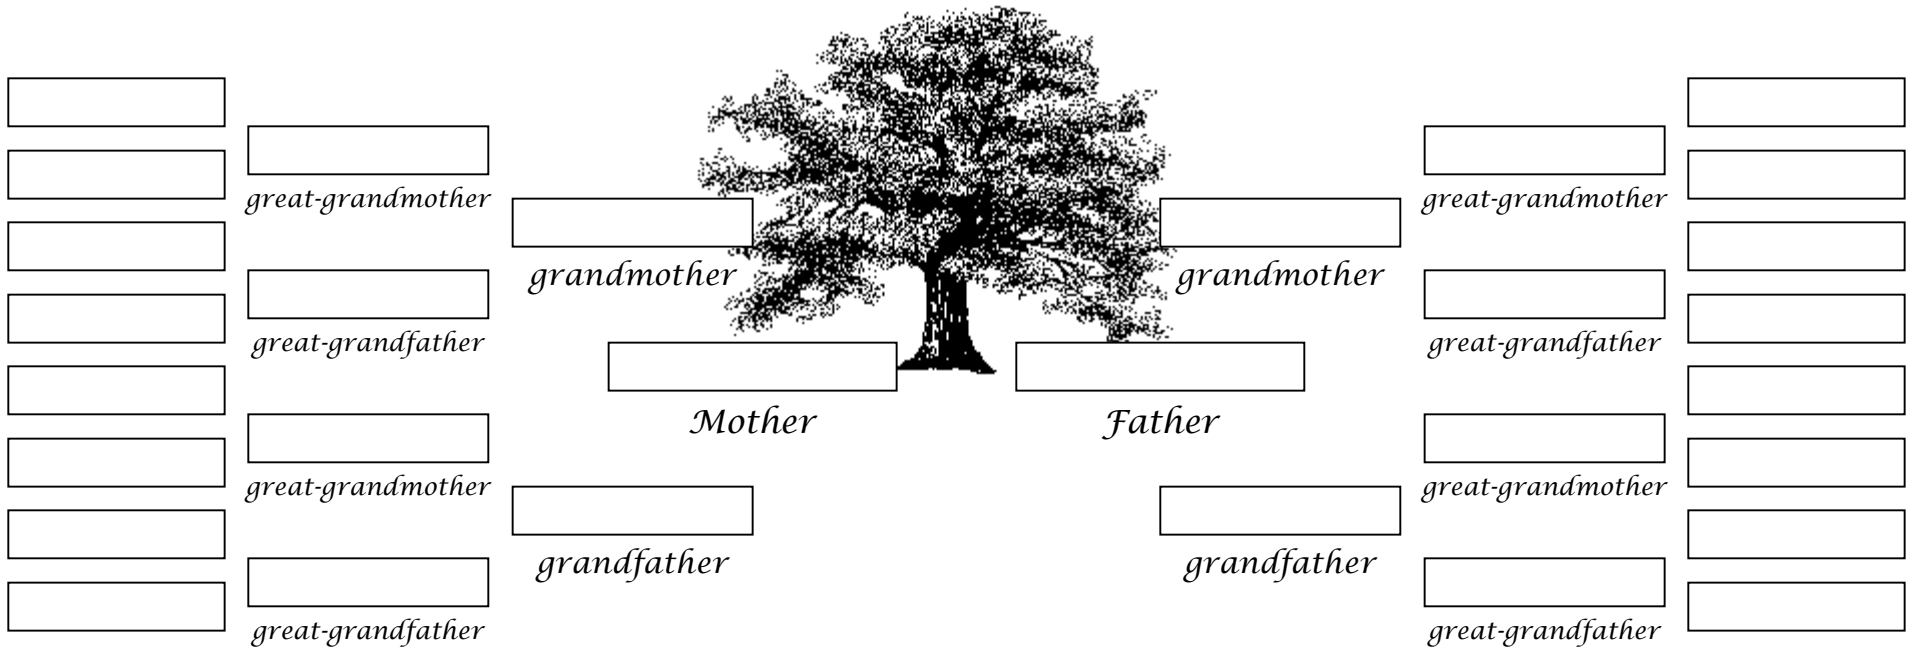 great-grandmother
great-grandmother
grandmother
grandmother
great-grandfather
great-grandfather
Mother
Father
great-grandmother
great-grandmother
grandfather
grandfather
great-grandfather
great-grandfather